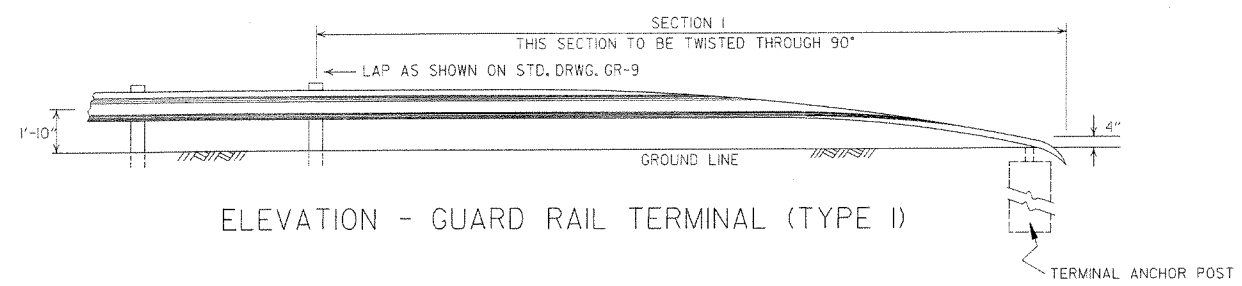 SECTION I
THIS SECTION TO BE TWISTED THROUGH 90°
LAP AS SHOWN ON STD. DRWG. GR-9
1'-10"
4"
GROUND LINE
ELEVATION - GUARD RAIL TERMINAL (TYPE I)
TERMINAL ANCHOR POST